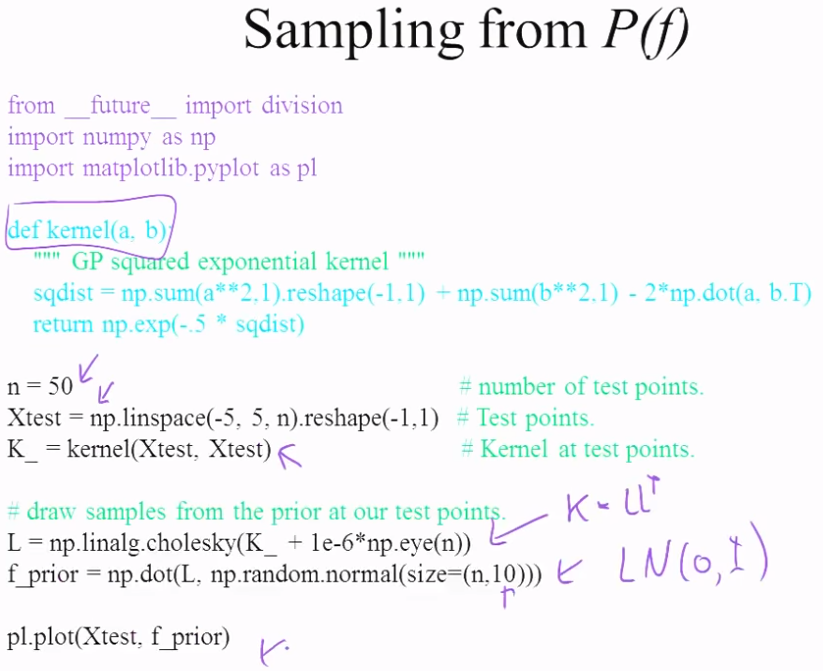 Sampling from P(f)
from __future__ import division
import numpy as np
import matplotlib.pyplot as pl
def kernel(a, b):
""" GP squared exponential kernel """
sqdist = np.sum(a**2,1).reshape(-1,1) + np.sum(b**2,1) - 2*np.dot(a, b.T)
return np.exp(-.5 * sqdist)
n = 50 # number of test points.
Xtest = np.linspace(-5, 5, n).reshape(-1,1) # Test points.
K_ = kernel(Xtest, Xtest) # Kernel at test points.
# draw samples from the prior at our test points.
K = LLᵀ
L = np.linalg.cholesky(K_ + 1e-6*np.eye(n))
f_prior = np.dot(L, np.random.normal(size=(n,10))) LN(0,I)
pl.plot(Xtest, f_prior)